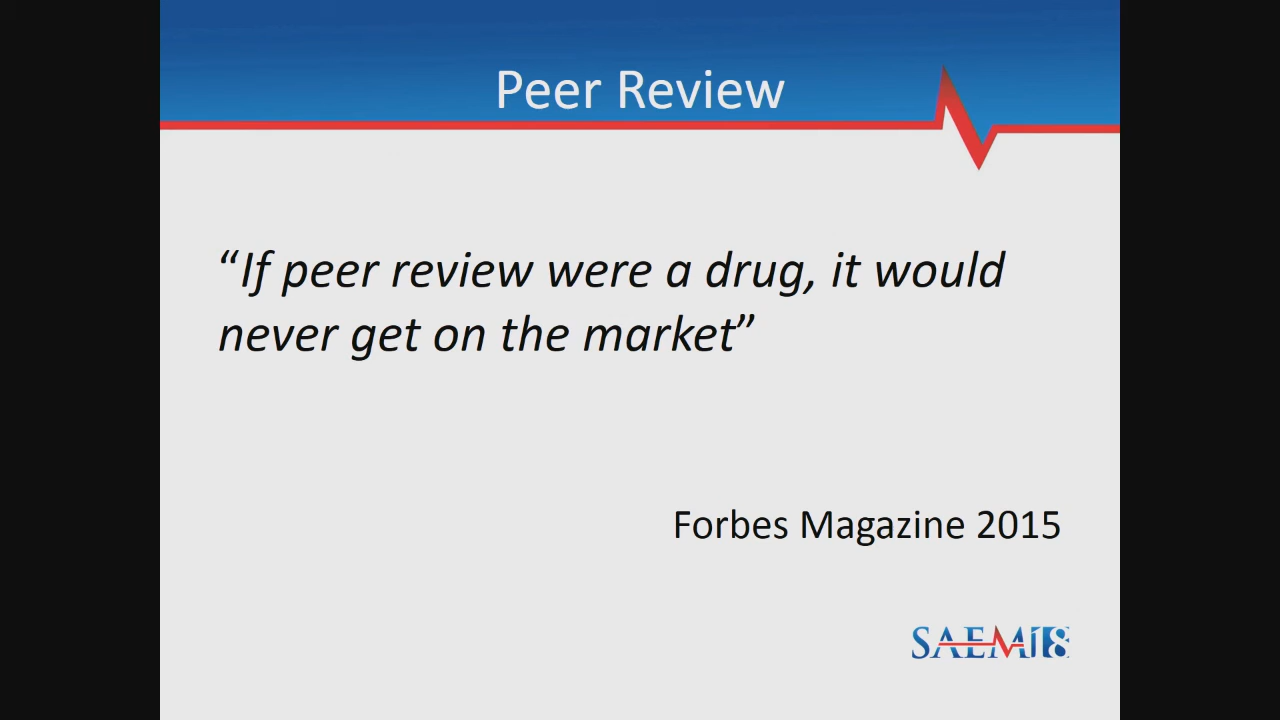 Peer Review
“If peer review were a drug, it would
never get on the market”
Forbes Magazine 2015
SAEM18